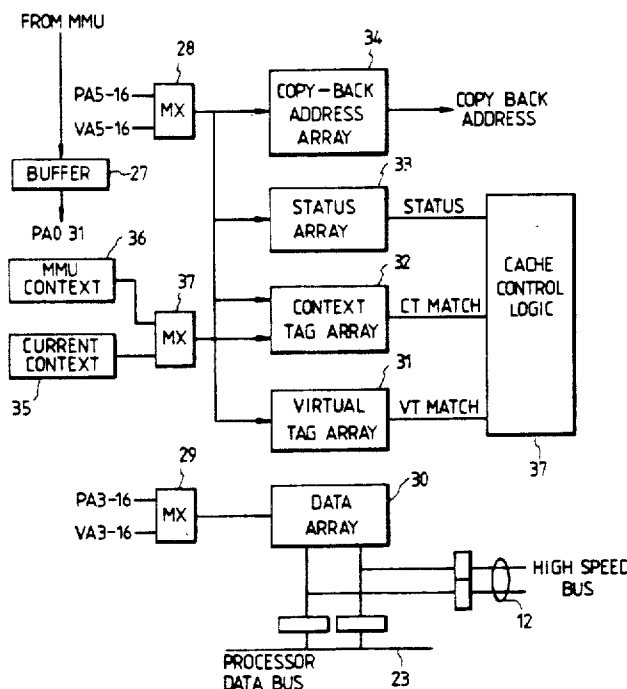 FROM MMU
28
PA5-16
VA5-16
MX
34
COPY-BACK
ADDRESS
ARRAY
COPY BACK
ADDRESS
BUFFER
27
PA0 31
33
STATUS
ARRAY
STATUS
36
MMU
CONTEXT
37
MX
CURRENT
CONTEXT
35
32
CONTEXT
TAG ARRAY
CT MATCH
31
VIRTUAL
TAG ARRAY
VT MATCH
CACHE
CONTROL
LOGIC
37
29
PA3-16
VA3-16
MX
30
DATA
ARRAY
HIGH SPEED
BUS
12
PROCESSOR
DATA BUS
23